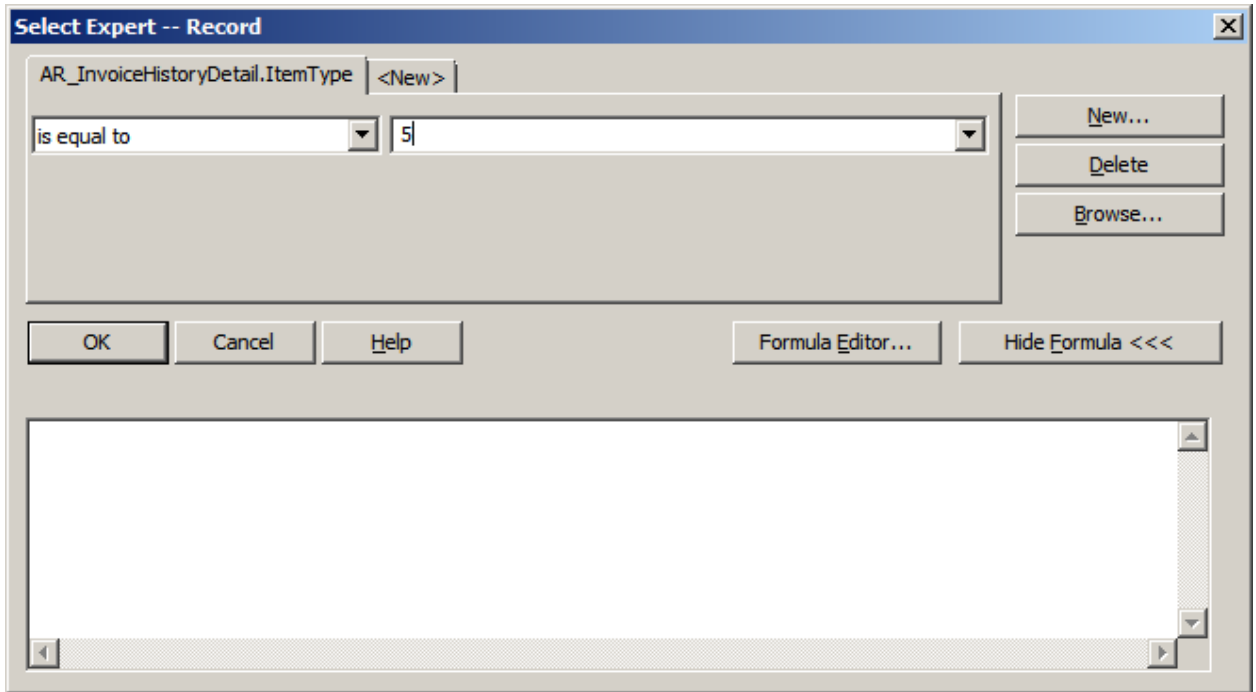 Select Expert -- Record
AR_InvoiceHistoryDetail.ItemType <New>
is equal to 5 New...
Delete
Browse...
OK Cancel Help Formula Editor... Hide Formula <<<